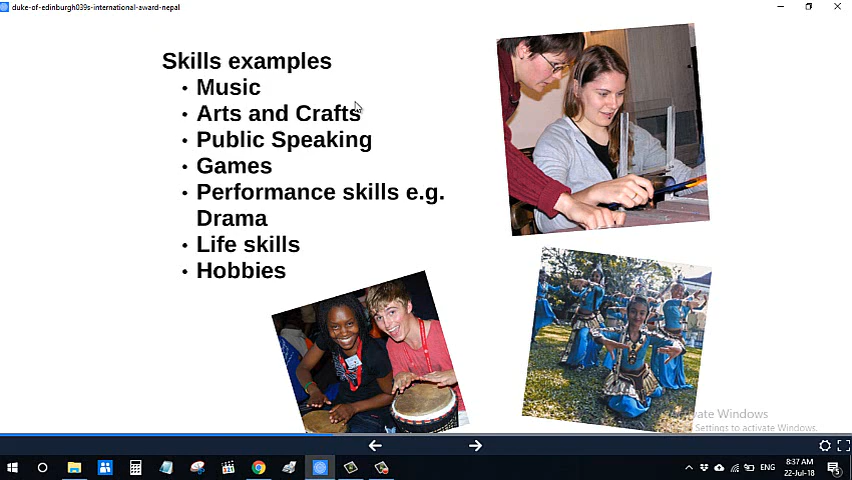 duke-of-edinburgh039s-international-award-nepal
Skills examples
• Music
• Arts and Crafts
• Public Speaking
• Games
• Performance skills e.g.
Drama
• Life skills
• Hobbies
Activate Windows
Settings to activate Windows.
ENG
8:37 AM
22-Jul-18